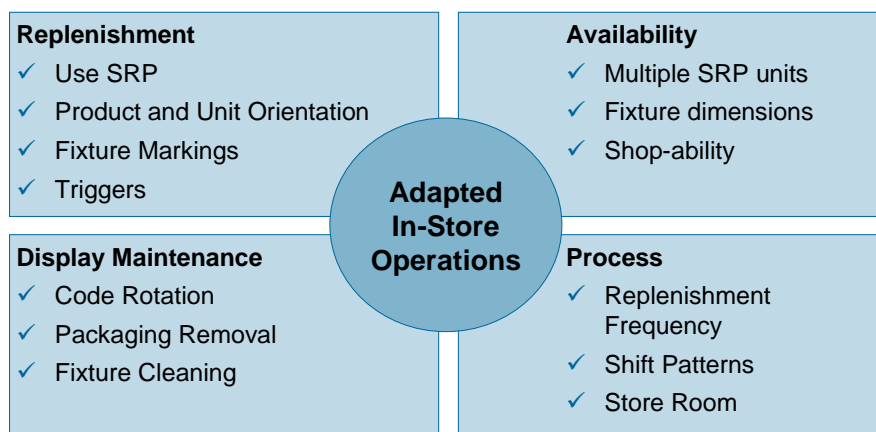 Replenishment
✓ Use SRP
✓ Product and Unit Orientation
✓ Fixture Markings
✓ Triggers
Availability
✓ Multiple SRP units
✓ Fixture dimensions
✓ Shop-ability
Adapted
In-Store
Operations
Display Maintenance
✓ Code Rotation
✓ Packaging Removal
✓ Fixture Cleaning
Process
✓ Replenishment
Frequency
✓ Shift Patterns
✓ Store Room